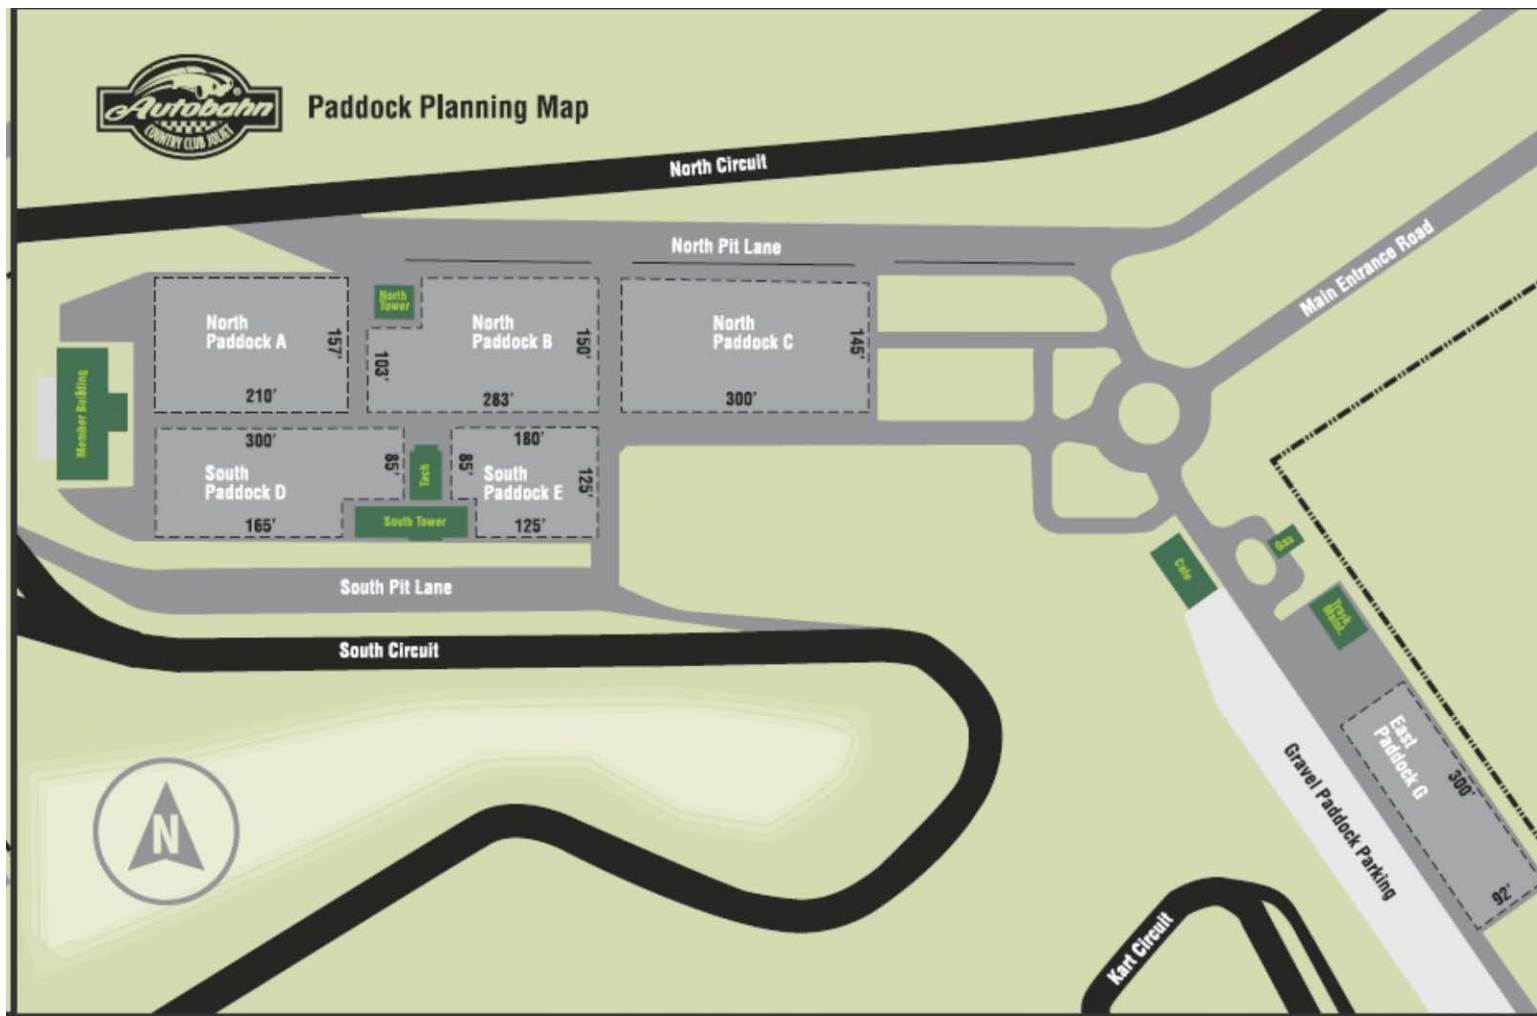 Autobahn
COUNTRY CLUB JOLIET
®
Paddock Planning Map
North Circuit
North Pit Lane
Main Entrance Road
North
Paddock A
157'
210'
North
Tower
103'
North
Paddock B
150'
283'
North
Paddock C
145'
300'
Member Building
300'
South
Paddock D
85'
165'
Tech
South Tower
180'
85'
South
Paddock E
125'
125'
South Pit Lane
South Circuit
Cafe
Gas
Track
Maint.
East
Paddock G
300'
92'
Gravel Paddock Parking
Kart Circuit
N